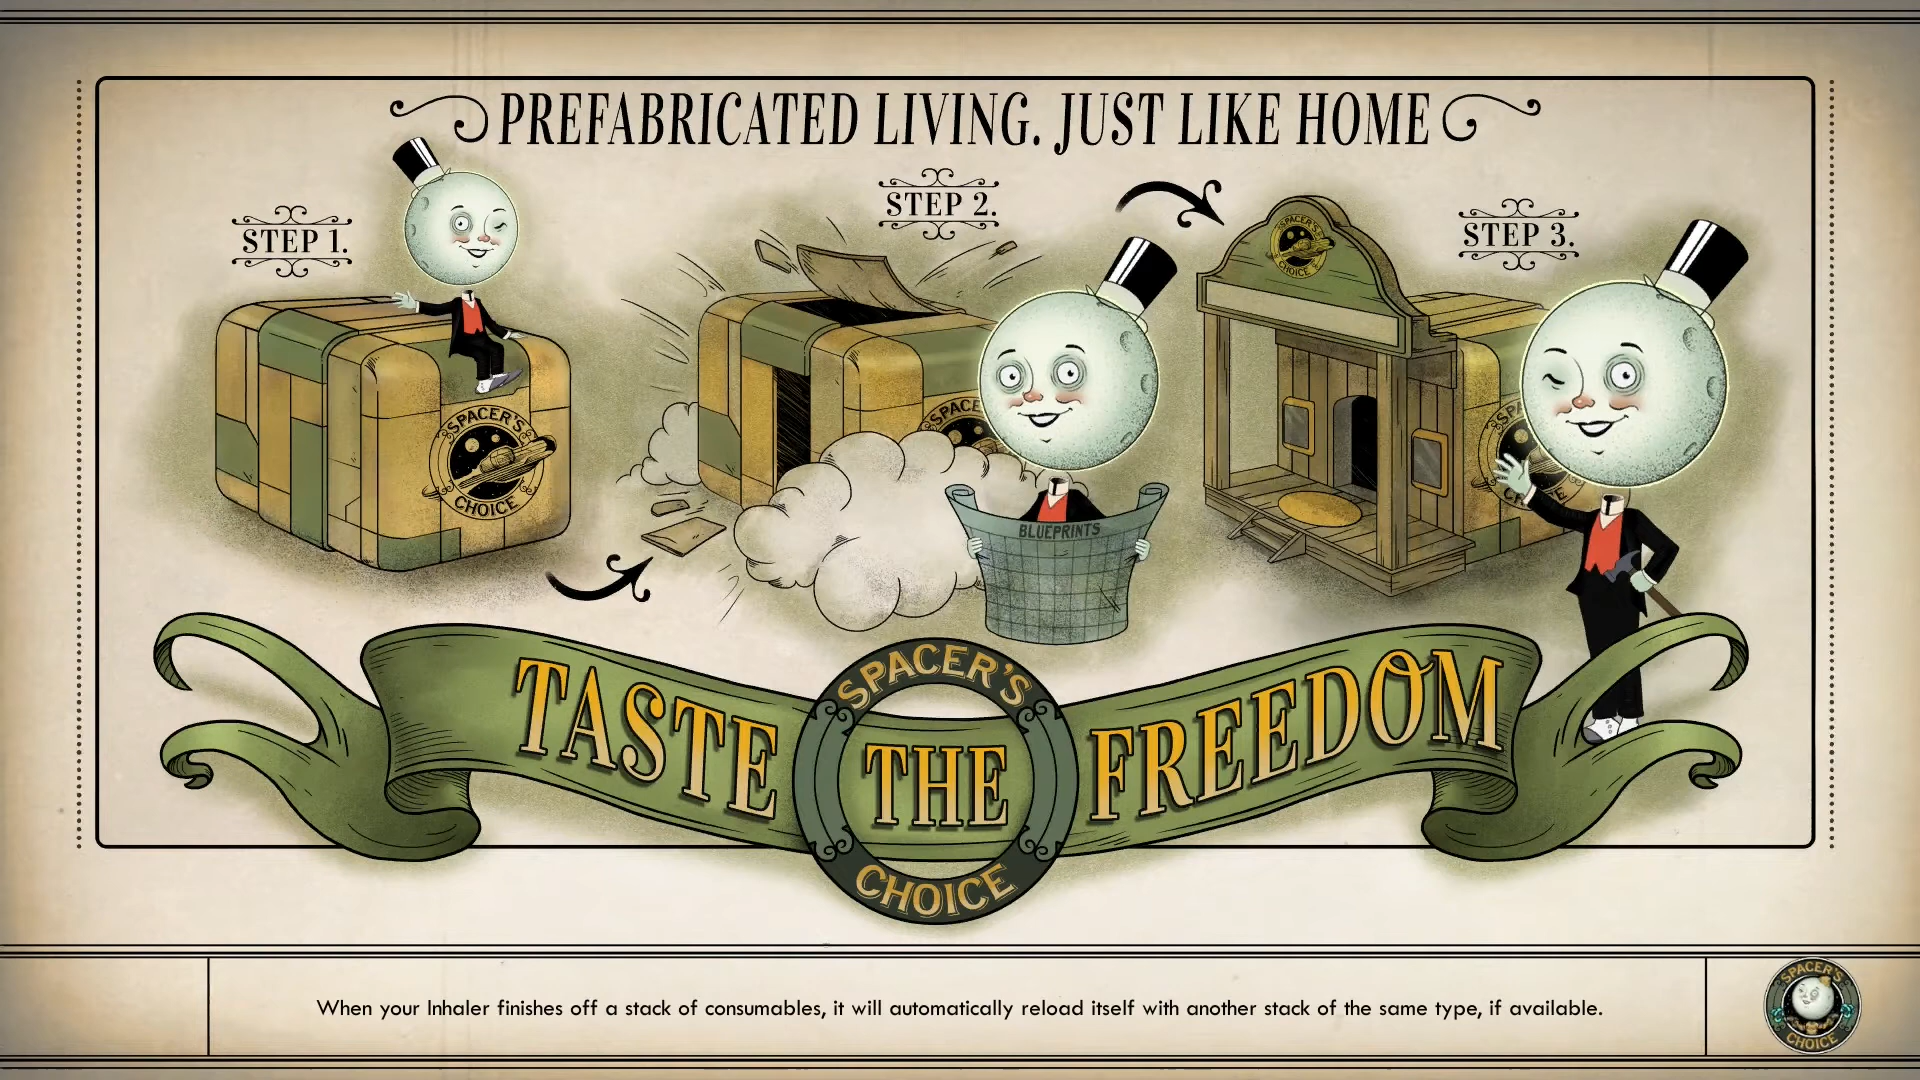 PREFABRICATED LIVING. JUST LIKE HOME
STEP 1.
STEP 2.
STEP 3.
SPACER'S
CHOICE
SPACE
BLUEPRINTS
SPACER'S
CHOICE
TASTE THE FREEDOM
SPACER'S
CHOICE
When your Inhaler finishes off a stack of consumables, it will automatically reload itself with another stack of the same type, if available.
SPACER'S
CHOICE